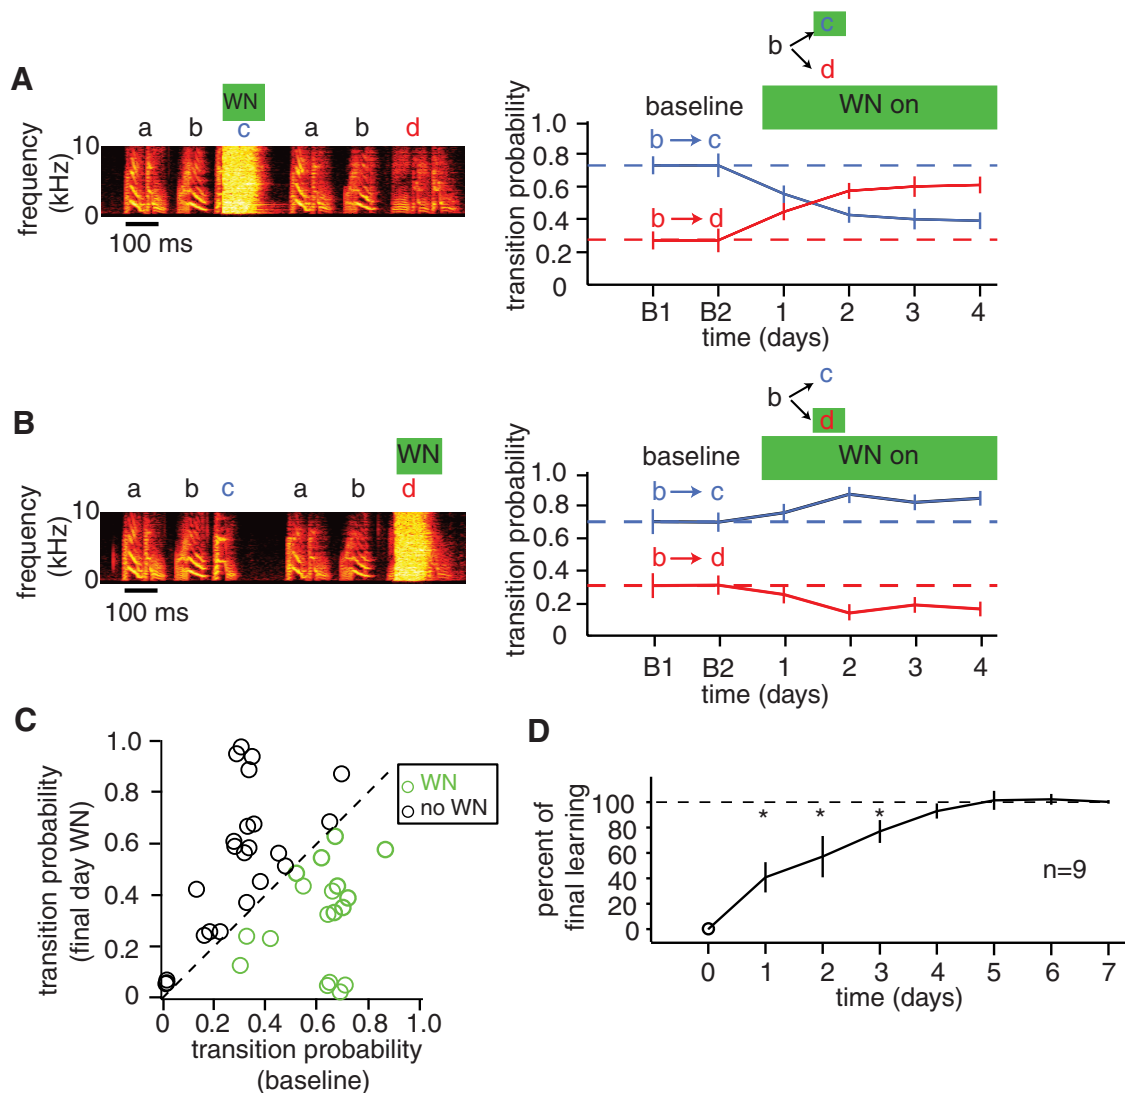 A
WN
a b c a b d
frequency
(kHz)
10
0
100 ms
c
b
d
transition probability
baseline
WN on
b → c
b → d
1.0
0.8
0.6
0.4
0.2
0
B1 B2 1 2 3 4
time (days)
B
WN
a b c a b d
frequency
(kHz)
10
0
100 ms
c
b
d
transition probability
baseline
WN on
b → c
b → d
1.0
0.8
0.6
0.4
0.2
0
B1 B2 1 2 3 4
time (days)
C
transition probability
(final day WN)
1.0
0.8
0.6
0.4
0.2
0
WN
no WN
0 0.2 0.4 0.6 0.8 1.0
transition probability
(baseline)
D
percent of
final learning
100
80
60
40
20
0
* * *
n=9
0 1 2 3 4 5 6 7
time (days)